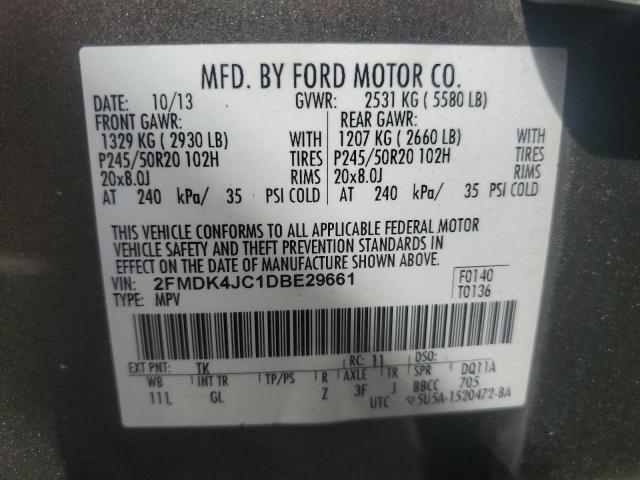 MFD. BY FORD MOTOR CO.
DATE: 10/13 GVWR: 2531 KG ( 5580 LB)
FRONT GAWR: REAR GAWR:
1329 KG ( 2930 LB) WITH 1207 KG ( 2660 LB) WITH
P245/50R20 102H TIRES P245/50R20 102H TIRES
20x8.0J RIMS 20x8.0J RIMS
AT 240 kPa/ 35 PSI COLD AT 240 kPa/ 35 PSI COLD
THIS VEHICLE CONFORMS TO ALL APPLICABLE FEDERAL MOTOR
VEHICLE SAFETY AND THEFT PREVENTION STANDARDS IN
EFFECT ON THE DATE OF MANUFACTURE SHOWN ABOVE.
VIN: 2FMDK4JC1DBE29661 F0140
TYPE: MPV T0136
EXT PNT: TK RC: 11 DSO:
WB INT TR TP/PS R AXLE TR SPR DQ11A
111 GL Z 3F J BBCC 705
UTC ▽5U5A-1520472-BA